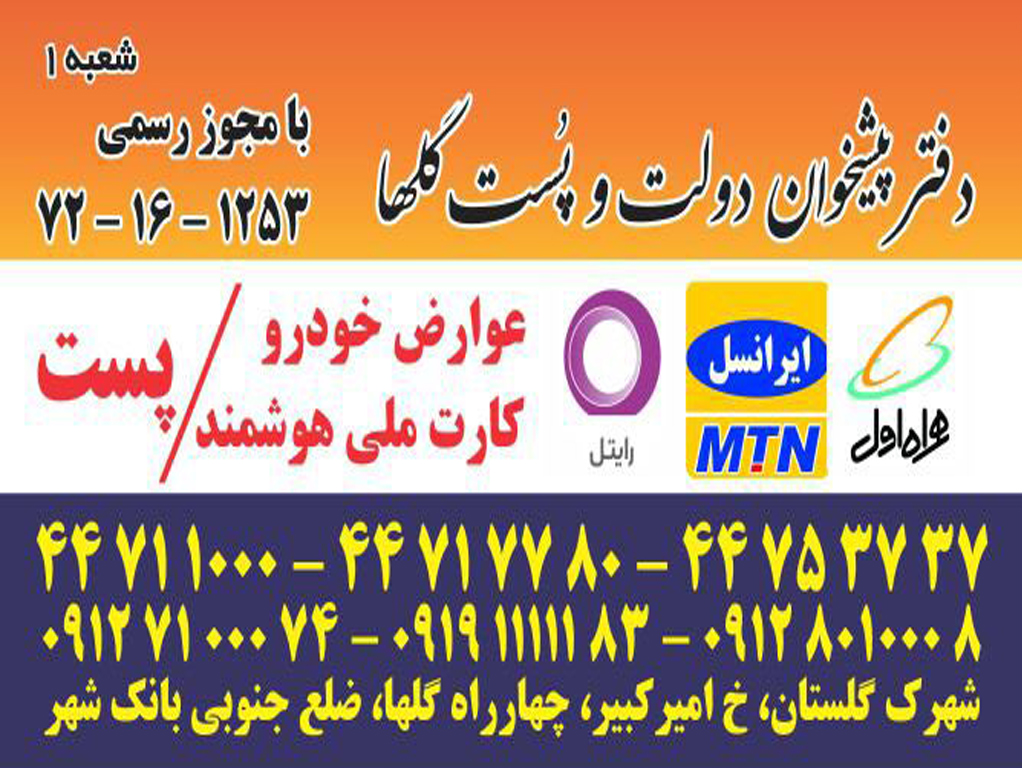 شعبه ۱
با مجوز رسمی
۷۲ - ۱۶ - ۱۲۵۳
دفتر پیشخوان دولت و پُست گلها
همراه اول
ایرانسل
MTN
رایتل
عوارض خودرو
کارت ملی هوشمند
/ پست
۴۴ ۷۱ ۱۰۰۰ - ۴۴ ۷۱ ۷۷ ۸۰ - ۴۴ ۷۵ ۳۷ ۳۷
۰۹۱۲ ۷۱ ۰۰۰ ۷۴ - ۰۹۱۹ ۱۱۱۱۱ ۸۳ - ۰۹۱۲ ۸۰۱۰۰۰ ۸
شهرک گلستان، خ امیرکبیر، چهارراه گلها، ضلع جنوبی بانک شهر